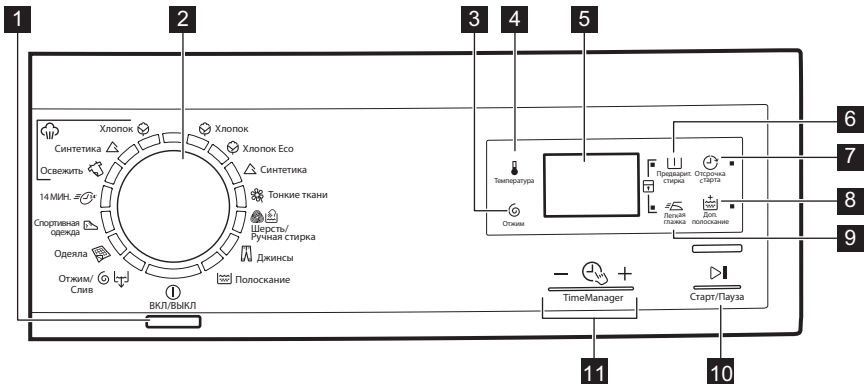 1
2
3
4
5
6
7
8
9
10
11
Хлопок
Синтетика
Освежить
14 МИН.
Спортивная
одежда
Одеяла
Отжим/
Слив
ВКЛ/ВЫКЛ
Хлопок
Хлопок Eco
Синтетика
Тонкие ткани
Шерсть/
Ручная стирка
Джинсы
Полоскание
Температура
Отжим
Предварит.
стирка
Отсрочка
старта
Легкая
глажка
Доп.
полоскание
− +
TimeManager
Старт/Пауза